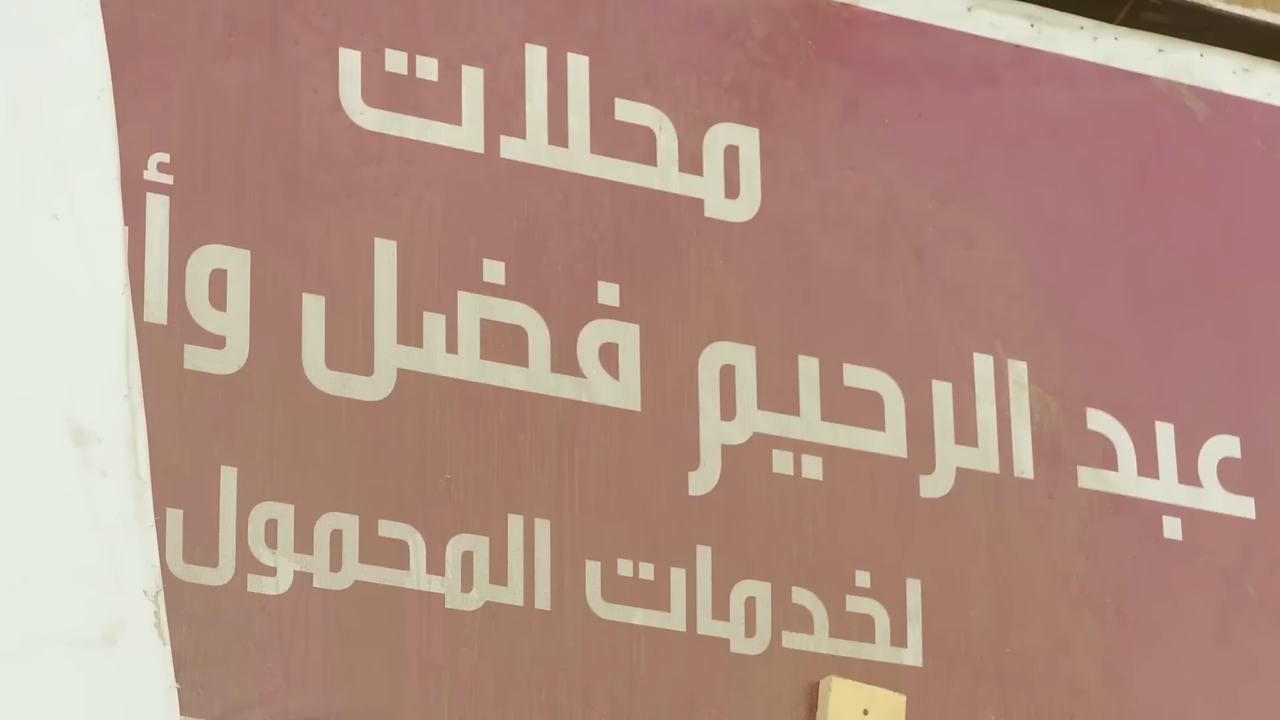 محلات
عبد الرحيم فضل
لخدمات المحمول